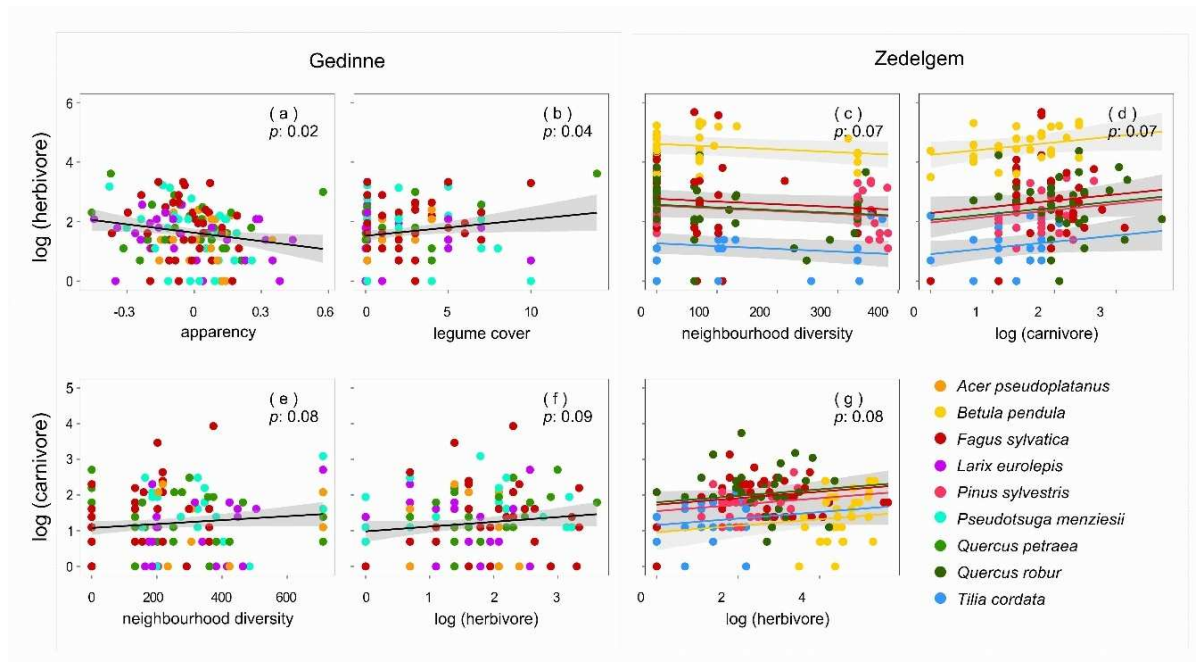 Gedinne
Zedelgem
log (herbivore)
6
4
2
0
( a )
p: 0.02
-0.3
0
0.3
0.6
apparency
( b )
p: 0.04
0
5
10
legume cover
( c )
p: 0.07
0
100
200
300
400
neighbourhood diversity
( d )
p: 0.07
0
1
2
3
log (carnivore)
log (carnivore)
5
4
3
2
1
0
( e )
p: 0.08
0
200
400
600
neighbourhood diversity
( f )
p: 0.09
0
1
2
3
log (herbivore)
( g )
p: 0.08
0
2
4
log (herbivore)
Acer pseudoplatanus
Betula pendula
Fagus sylvatica
Larix eurolepis
Pinus sylvestris
Pseudotsuga menziesii
Quercus petraea
Quercus robur
Tilia cordata